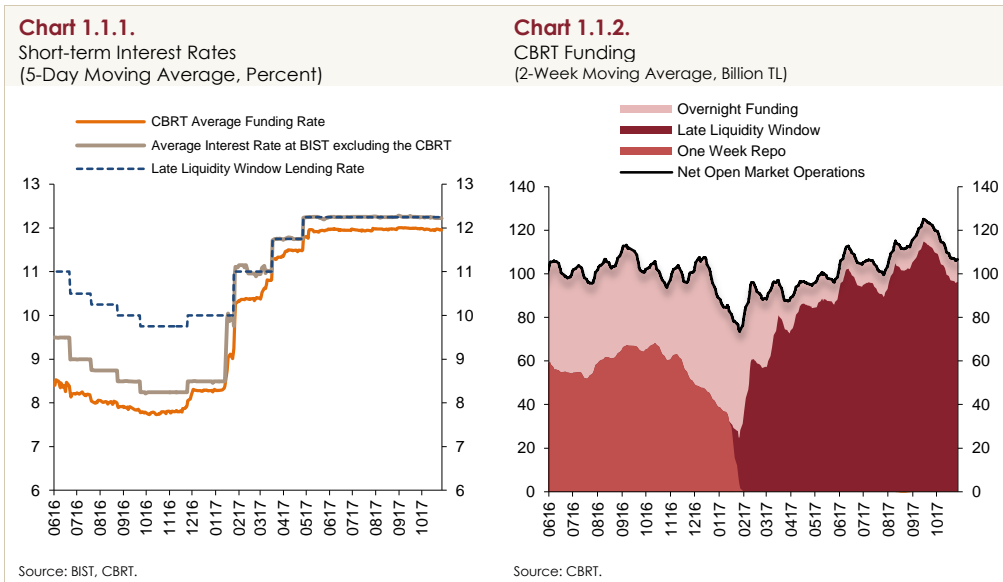 Chart 1.1.1.
Short-term Interest Rates
(5-Day Moving Average, Percent)
CBRT Average Funding Rate
Average Interest Rate at BIST excluding the CBRT
Late Liquidity Window Lending Rate
13 13
12 12
11 11
10 10
9 9
8 8
7 7
6 6
0616 0716 0816 0916 1016 1116 1216 0117 0217 0317 0417 0517 0617 0717 0817 0917 1017
Source: BIST, CBRT.
Chart 1.1.2.
CBRT Funding
(2-Week Moving Average, Billion TL)
Overnight Funding
Late Liquidity Window
One Week Repo
Net Open Market Operations
140 140
120 120
100 100
80 80
60 60
40 40
20 20
0 0
0616 0716 0816 0916 1016 1116 1216 0117 0217 0317 0417 0517 0617 0717 0817 0917 1017
Source: CBRT.